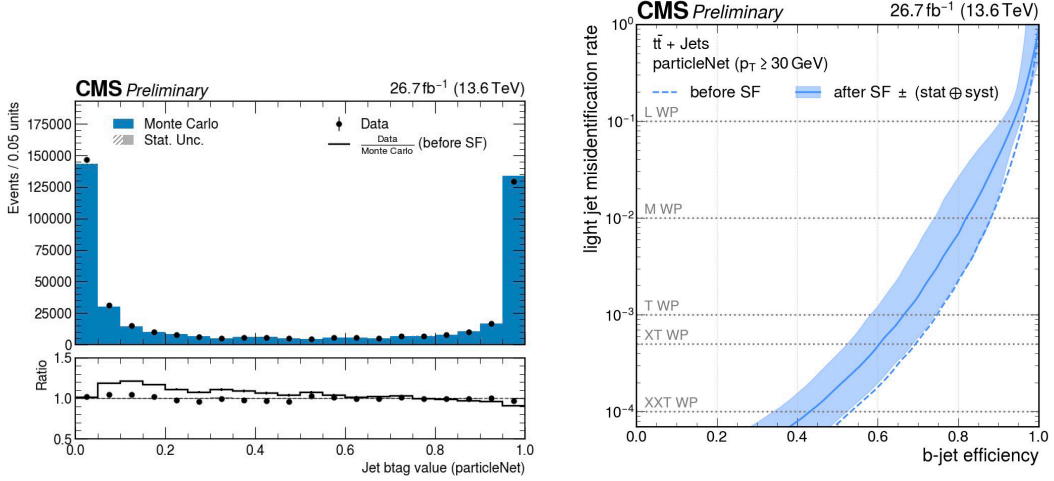 CMS Preliminary 26.7 fb⁻¹ (13.6 TeV)
Events / 0.05 units
175000
150000
125000
100000
75000
50000
25000
0
Monte Carlo
Stat. Unc.
Data
Data / Monte Carlo (before SF)
Ratio
1.5
1.0
0.5
0.0 0.2 0.4 0.6 0.8 1.0
Jet btag value (particleNet)
CMS Preliminary 26.7 fb⁻¹ (13.6 TeV)
light jet misidentification rate
10⁰
10⁻¹
10⁻²
10⁻³
10⁻⁴
tt̄ + Jets
particleNet (pT ≥ 30 GeV)
before SF
after SF ± (stat ⊕ syst)
L WP
M WP
T WP
XT WP
XXT WP
0.0 0.2 0.4 0.6 0.8 1.0
b-jet efficiency